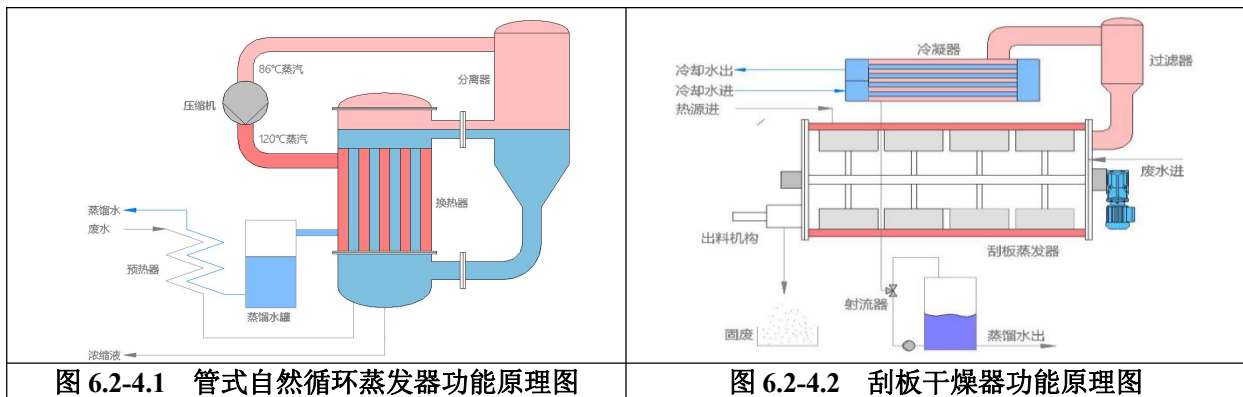 86℃蒸汽
分离器
压缩机
120℃蒸汽
换热器
蒸馏水
废水
预热器
蒸馏水罐
浓缩液
图 6.2-4.1 管式自然循环蒸发器功能原理图
冷凝器
过滤器
冷却水出
冷却水进
热源进
废水进
出料机构
刮板蒸发器
射流器
固废
蒸馏水出
图 6.2-4.2 刮板干燥器功能原理图